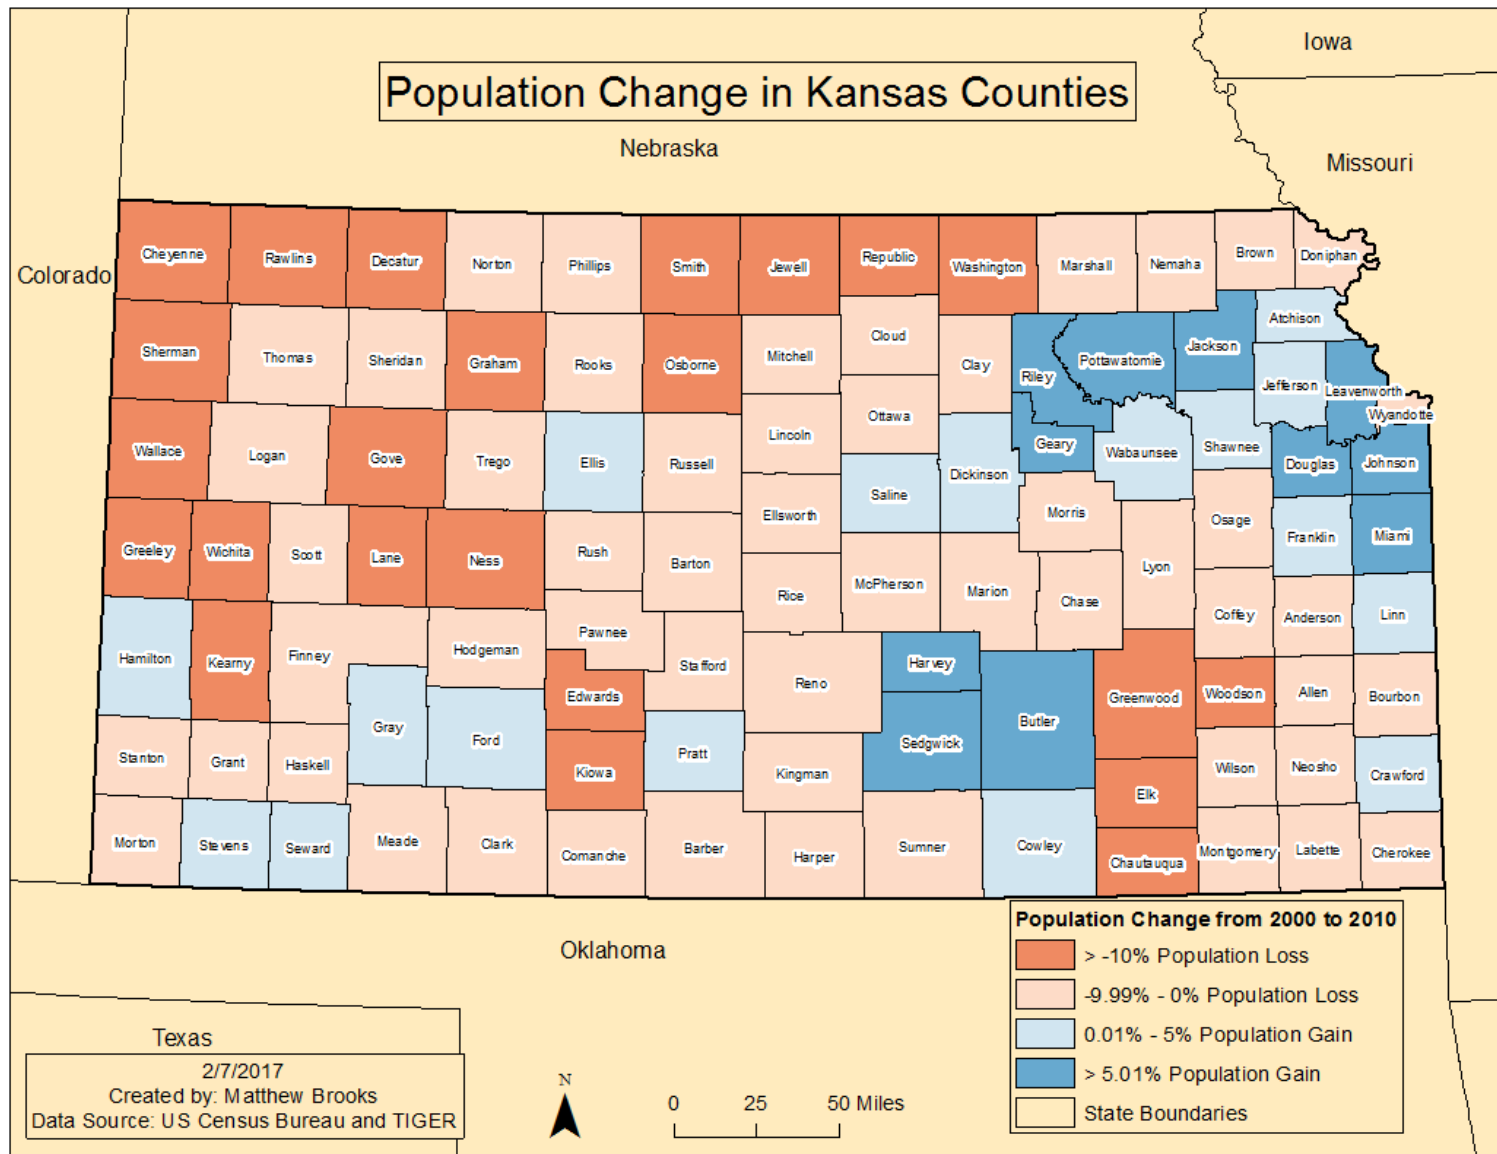 Iowa
Population Change in Kansas Counties
Nebraska
Missouri
Colorado
Cheyenne
Rawlins
Decatur
Norton
Phillips
Smith
Jewell
Republic
Washington
Marshall
Nemaha
Brown
Doniphan
Sherman
Thomas
Sheridan
Graham
Rooks
Osborne
Mitchell
Cloud
Clay
Riley
Pottawatomie
Jackson
Atchison
Jefferson
Leavenworth
Wyandotte
Wallace
Logan
Gove
Trego
Ellis
Russell
Lincoln
Ottawa
Saline
Dickinson
Geary
Wabaunsee
Shawnee
Douglas
Johnson
Greeley
Wichita
Scott
Lane
Ness
Rush
Barton
Ellsworth
Rice
McPherson
Marion
Morris
Chase
Lyon
Osage
Franklin
Miami
Hamilton
Kearny
Finney
Hodgeman
Pawnee
Stafford
Edwards
Reno
Harvey
Butler
Greenwood
Coffey
Anderson
Linn
Woodson
Allen
Bourbon
Gray
Ford
Kiowa
Pratt
Kingman
Sedgwick
Stanton
Grant
Haskell
Elk
Wilson
Neosho
Crawford
Morton
Stevens
Seward
Meade
Clark
Comanche
Barber
Harper
Sumner
Cowley
Chautauqua
Montgomery
Labette
Cherokee
Oklahoma
Population Change from 2000 to 2010
> -10% Population Loss
-9.99% - 0% Population Loss
0.01% - 5% Population Gain
> 5.01% Population Gain
State Boundaries
Texas
2/7/2017
Created by: Matthew Brooks
Data Source: US Census Bureau and TIGER
N
0 25 50 Miles